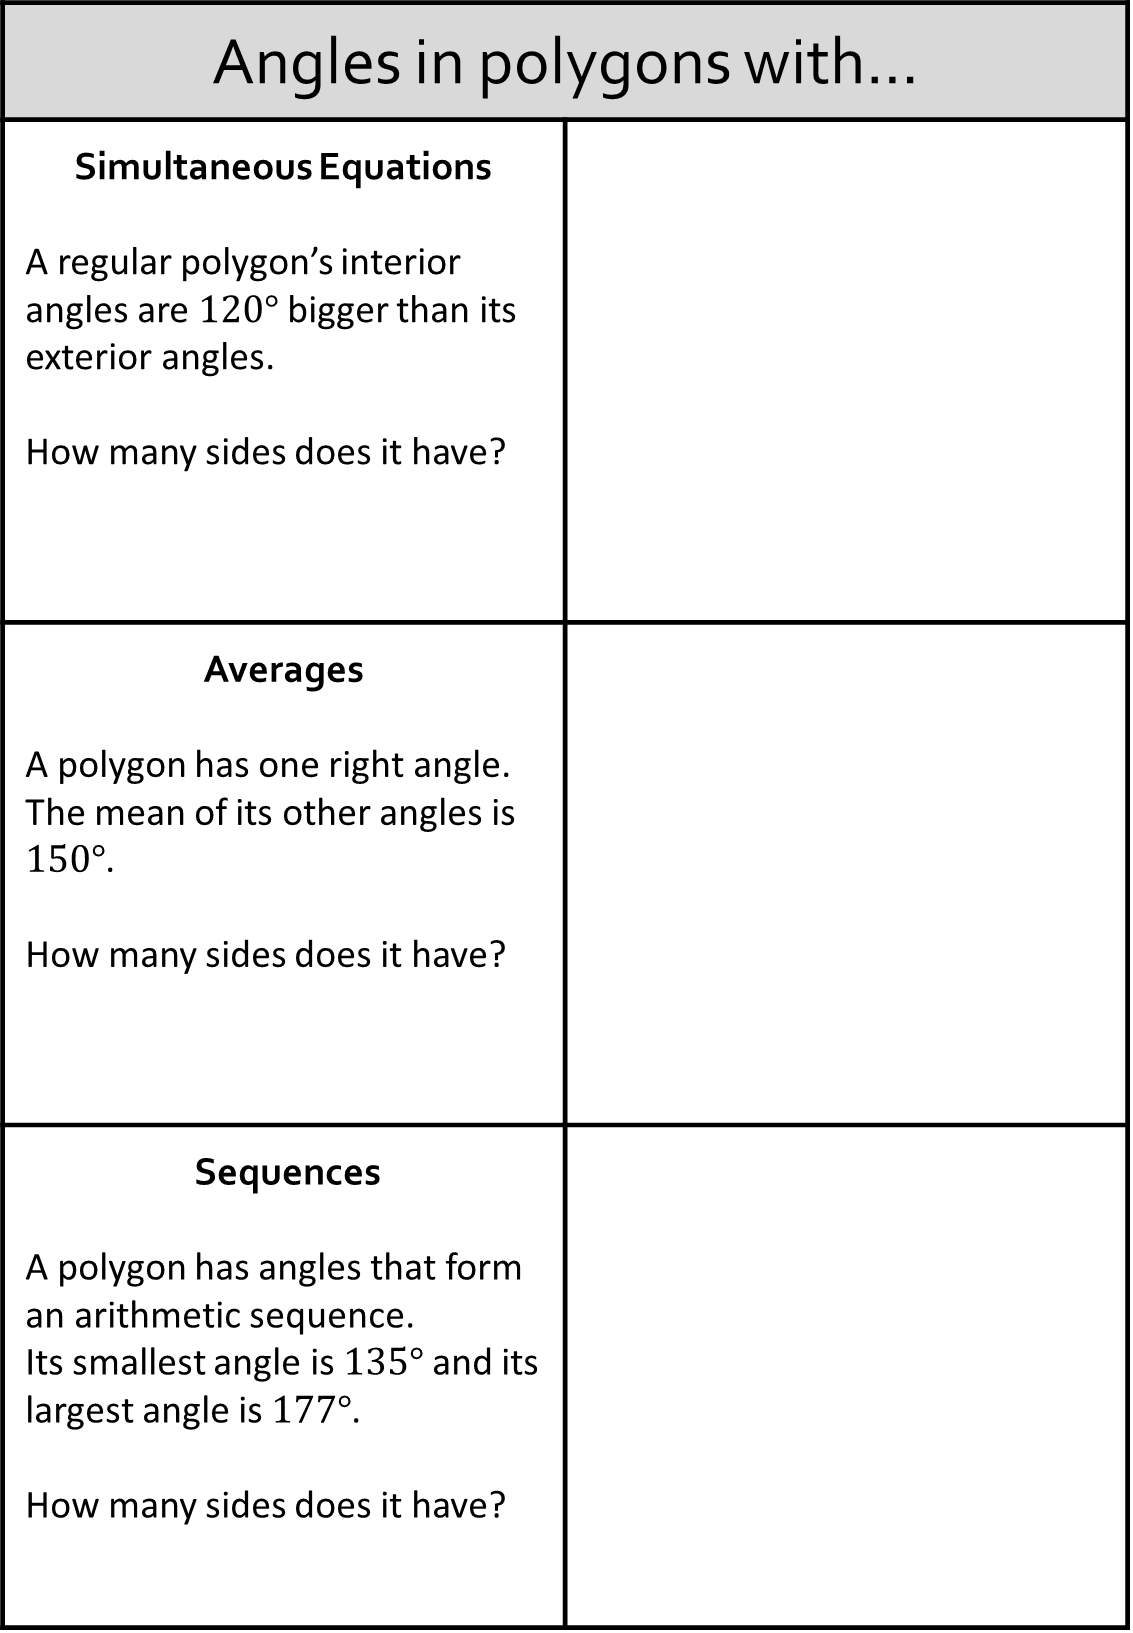 Angles in polygons with…
Simultaneous Equations
A regular polygon’s interior
angles are 120° bigger than its
exterior angles.
How many sides does it have?
Averages
A polygon has one right angle.
The mean of its other angles is
150°.
How many sides does it have?
Sequences
A polygon has angles that form
an arithmetic sequence.
Its smallest angle is 135° and its
largest angle is 177°.
How many sides does it have?